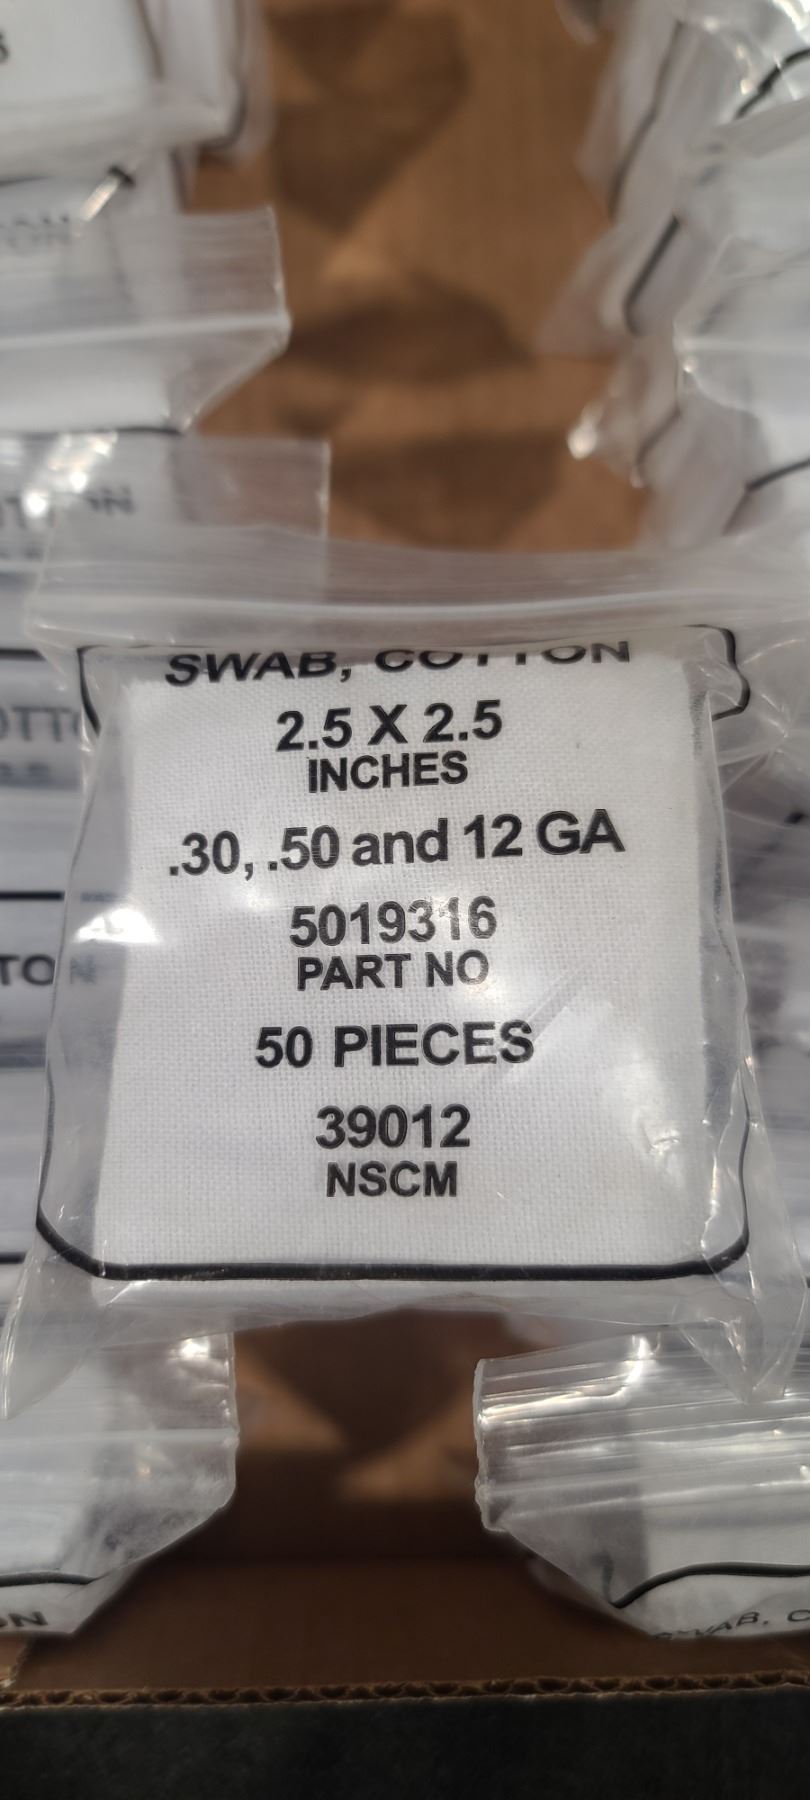 SWAB, COTTON
2.5 X 2.5
INCHES
.30, .50 and 12 GA
5019316
PART NO
50 PIECES
39012
NSCM
SWAB, C